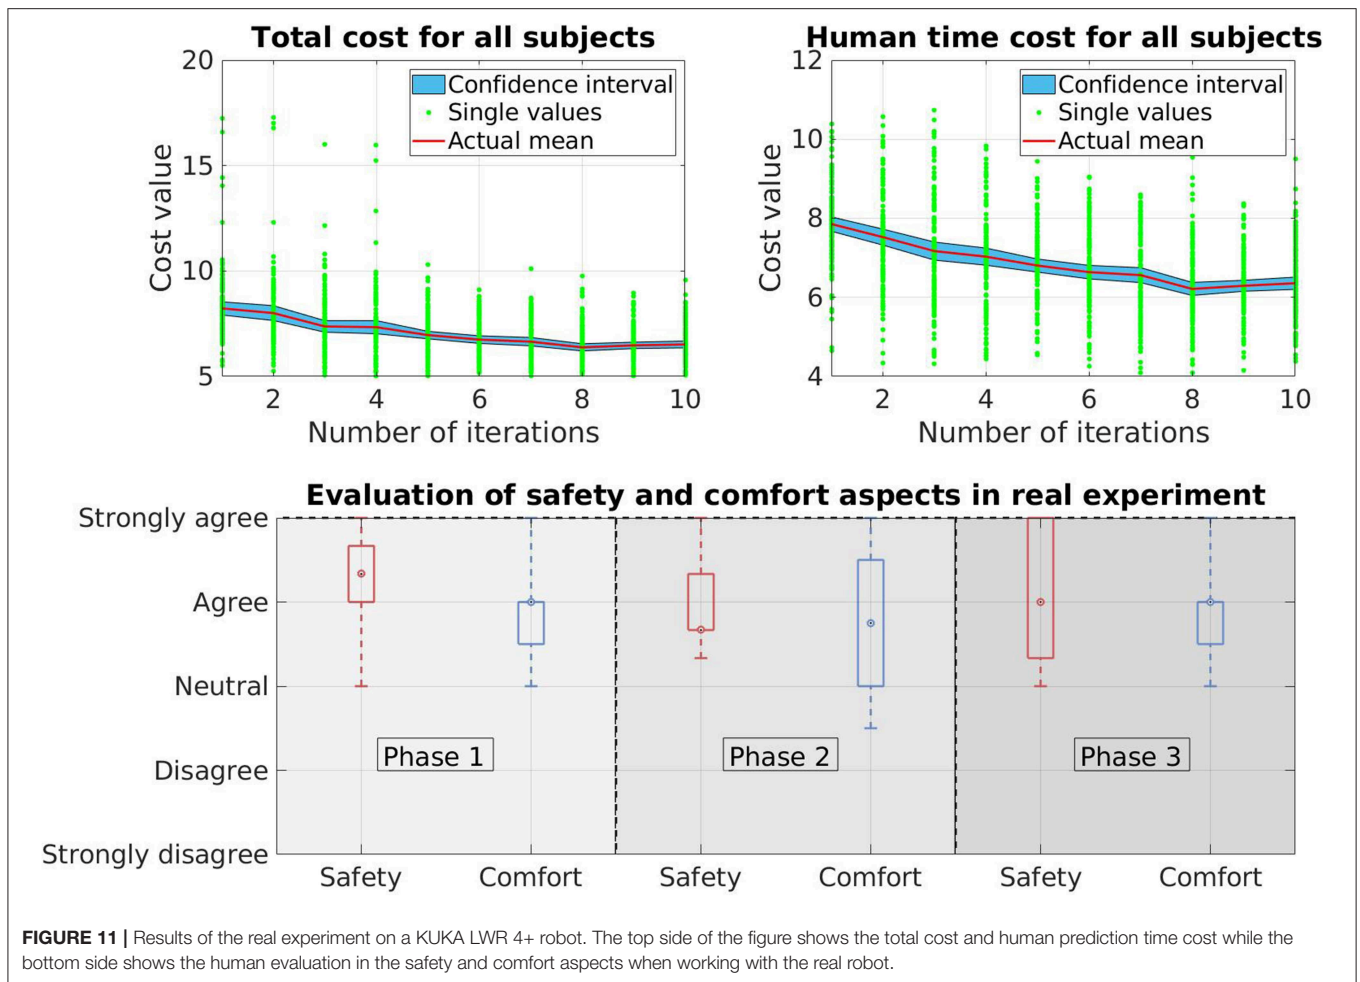 Total cost for all subjects
20
15
10
5
Cost value
Confidence interval
Single values
Actual mean
2 4 6 8 10
Number of iterations
Human time cost for all subjects
12
10
8
6
4
Cost value
Confidence interval
Single values
Actual mean
2 4 6 8 10
Number of iterations
Evaluation of safety and comfort aspects in real experiment
Strongly agree
Agree
Neutral
Disagree
Strongly disagree
Phase 1 Phase 2 Phase 3
Safety Comfort Safety Comfort Safety Comfort
FIGURE 11 | Results of the real experiment on a KUKA LWR 4+ robot. The top side of the figure shows the total cost and human prediction time cost while the
bottom side shows the human evaluation in the safety and comfort aspects when working with the real robot.